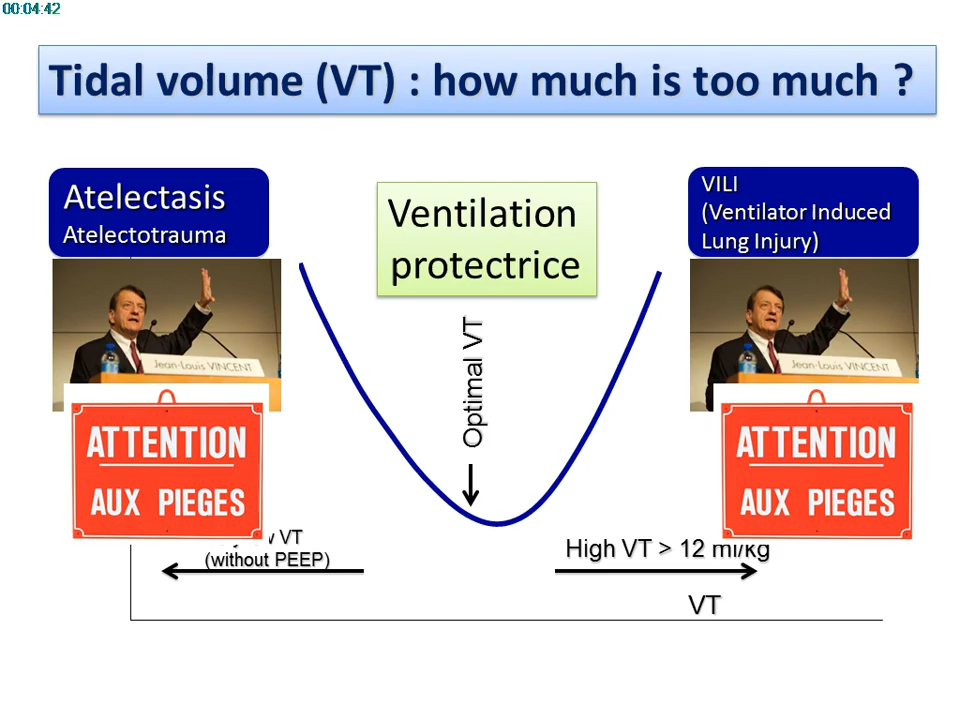 00:04:42
Tidal volume (VT) : how much is too much ?
Atelectasis
Atelectotrauma
Ventilation
protectrice
VILI
(Ventilator Induced
Lung Injury)
Optimal VT
Jean-Louis VINCENT
Jean-Louis VINCENT
ATTENTION
AUX PIEGES
ATTENTION
AUX PIEGES
VT
(without PEEP)
High VT > 12 ml/kg
VT